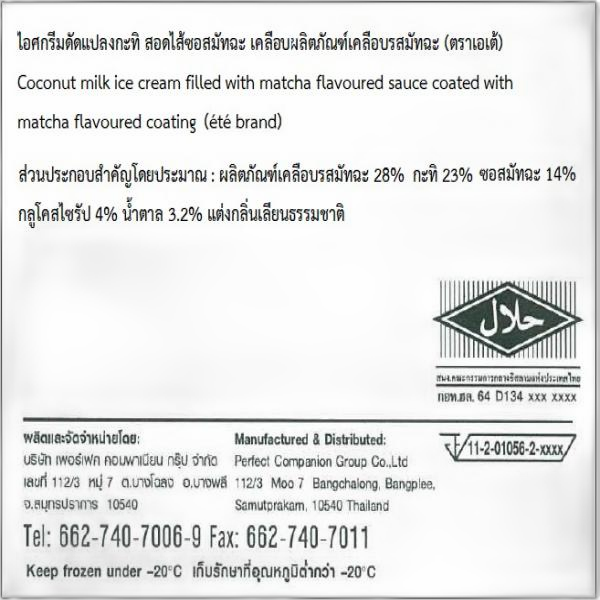 ไอศกรีมดัดแปลงกะทิ สอดไส้ซอสมัทฉะ เคลือบผลิตภัณฑ์เคลือบรสมัทฉะ (ตราเอเต้)
Coconut milk ice cream filled with matcha flavoured sauce coated with
matcha flavoured coating (été brand)
ส่วนประกอบสำคัญโดยประมาณ : ผลิตภัณฑ์เคลือบรสมัทฉะ 28% กะทิ 23% ซอสมัทฉะ 14%
กลูโคสไซรัป 4% น้ำตาล 3.2% แต่งกลิ่นเลียนธรรมชาติ
حلال
สนง.คณะกรรมการกลางอิสลามแห่งประเทศไทย
กอท.ฮล. 64 D134 xxx xxxx
ผลิตและจัดจำหน่ายโดย:
บริษัท เพอร์เฟค คอมพาเนียน กรุ๊ป จำกัด
เลขที่ 112/3 หมู่ 7 ต.บางโฉลง อ.บางพลี
จ.สมุทรปราการ 10540
Manufactured & Distributed:
Perfect Companion Group Co.,Ltd
112/3 Moo 7 Bangchalong, Bangplee,
Samutprakarn, 10540 Thailand
11-2-01056-2-xxxx
Tel: 662-740-7006-9 Fax: 662-740-7011
Keep frozen under -20°C เก็บรักษาที่อุณหภูมิต่ำกว่า -20°C